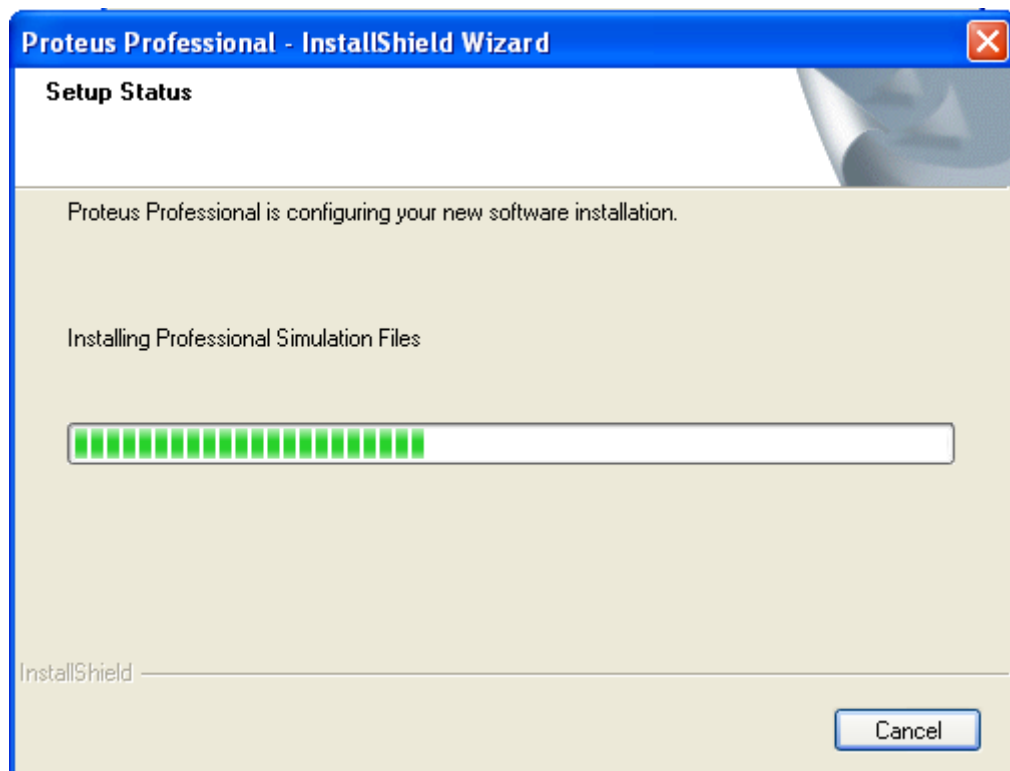 Proteus Professional - InstallShield Wizard
Setup Status
Proteus Professional is configuring your new software installation.
Installing Professional Simulation Files
InstallShield
Cancel